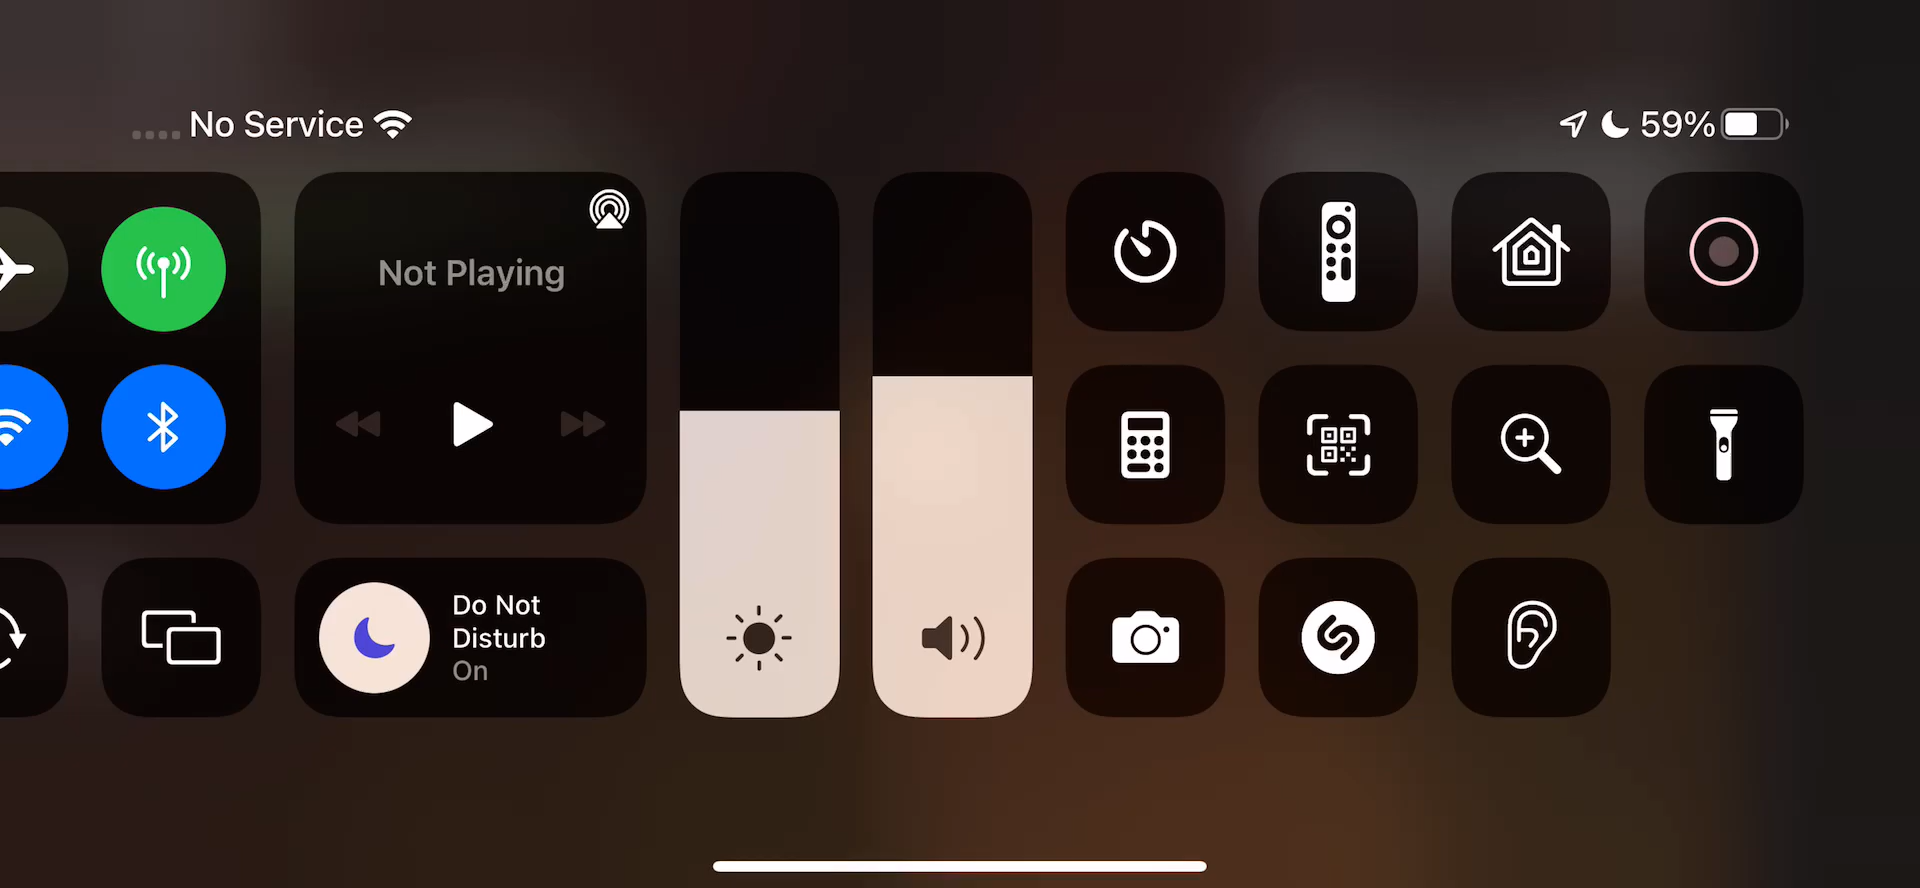 No Service
59%
Not Playing
Do Not
Disturb
On